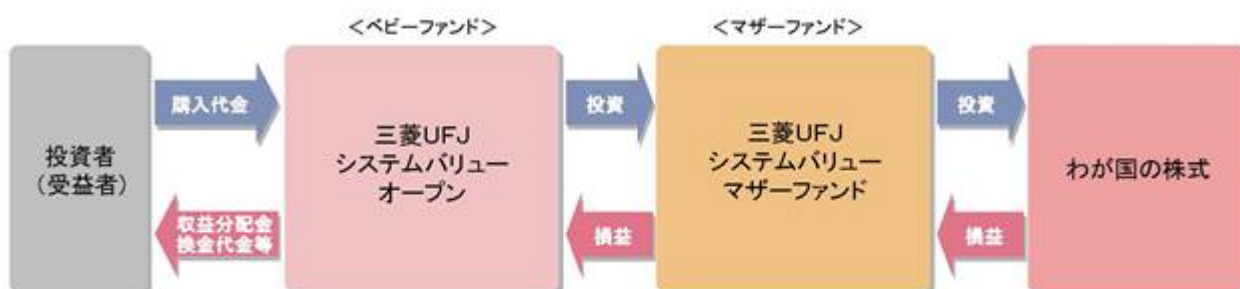 ＜ベビーファンド＞
＜マザーファンド＞
投資者
（受益者）
購入代金
収益分配金
換金代金等
三菱UFJ
システムバリュー
オープン
投資
損益
三菱UFJ
システムバリュー
マザーファンド
投資
損益
わが国の株式